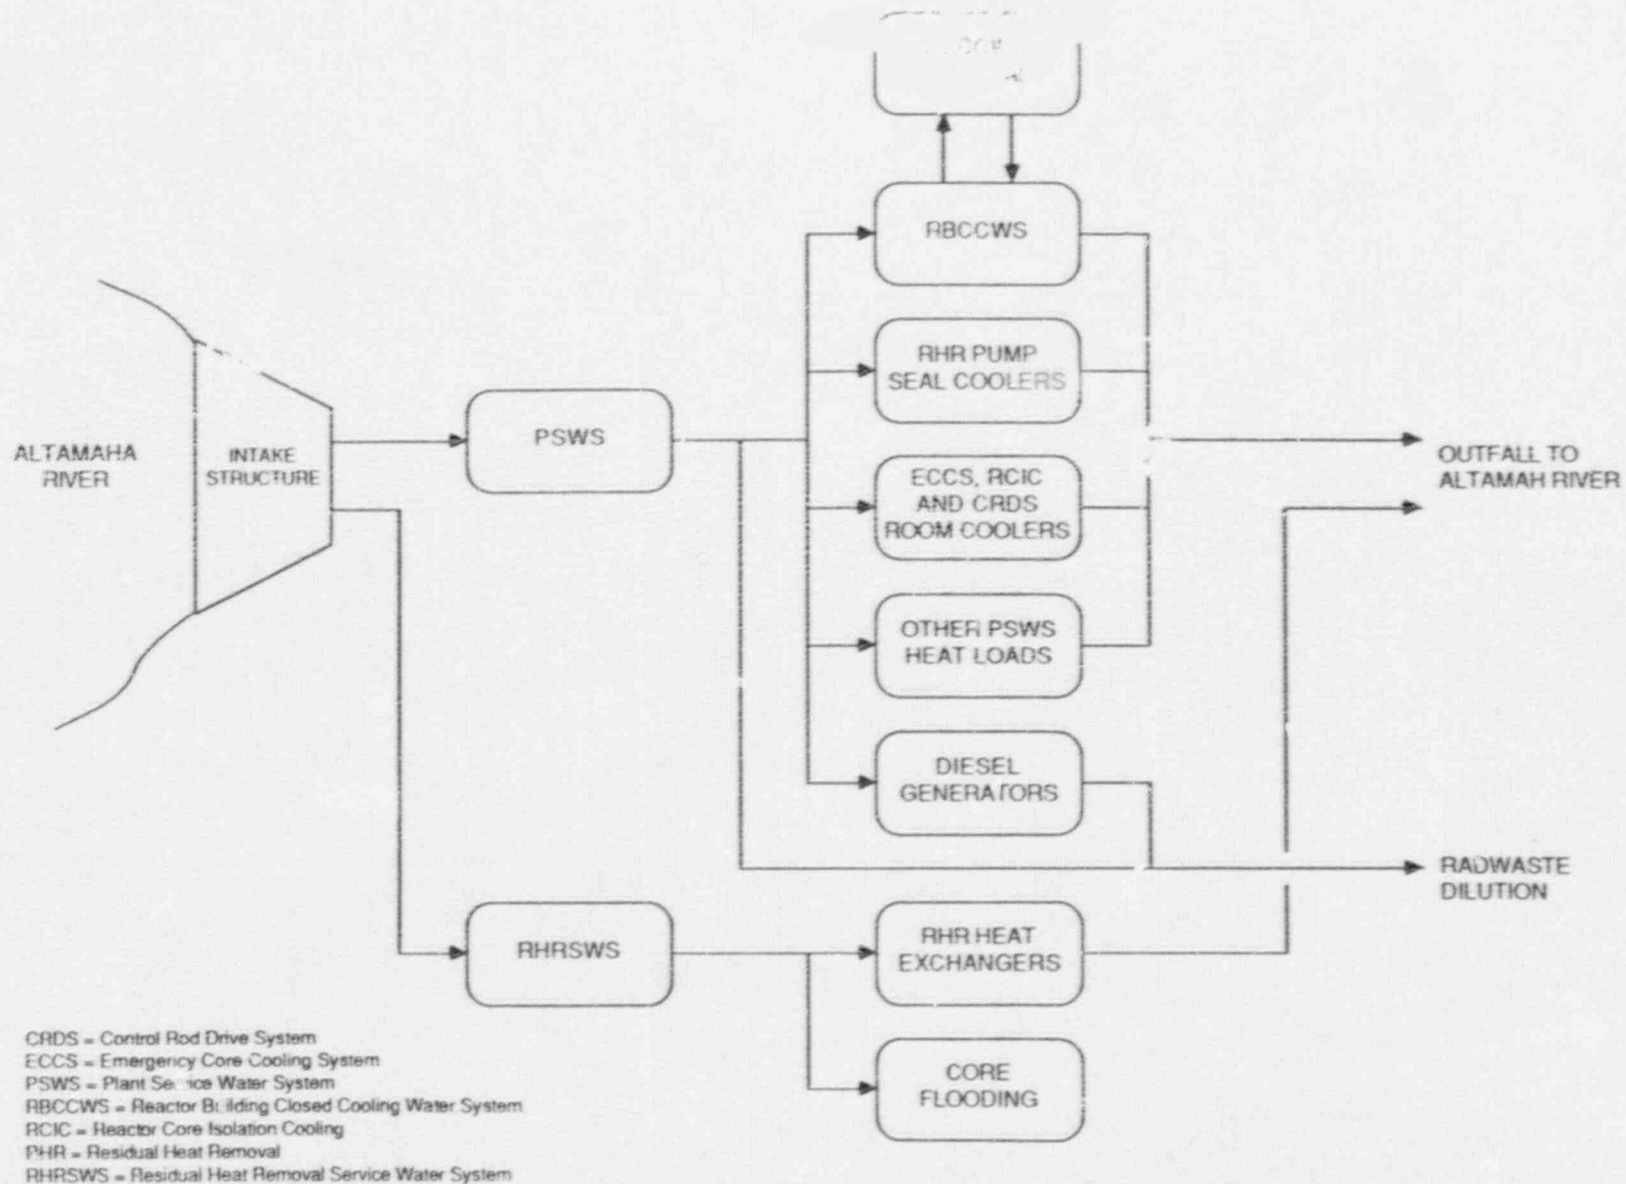 RBCCWS
RHR PUMP
SEAL COOLERS
ALTAMAHA
RIVER
INTAKE
STRUCTURE
PSWS
ECCS, RCIC
AND CRDS
ROOM COOLERS
OUTFALL TO
ALTAMAH RIVER
OTHER PSWS
HEAT LOADS
DIESEL
GENERATORS
RADWASTE
DILUTION
RHRSWS
RHR HEAT
EXCHANGERS
CORE
FLOODING
CRDS = Control Rod Drive System
ECCS = Emergency Core Cooling System
PSWS = Plant Service Water System
RBCCWS = Reactor Building Closed Cooling Water System
RCIC = Reactor Core Isolation Cooling
RHR = Residual Heat Removal
RHRSWS = Residual Heat Removal Service Water System